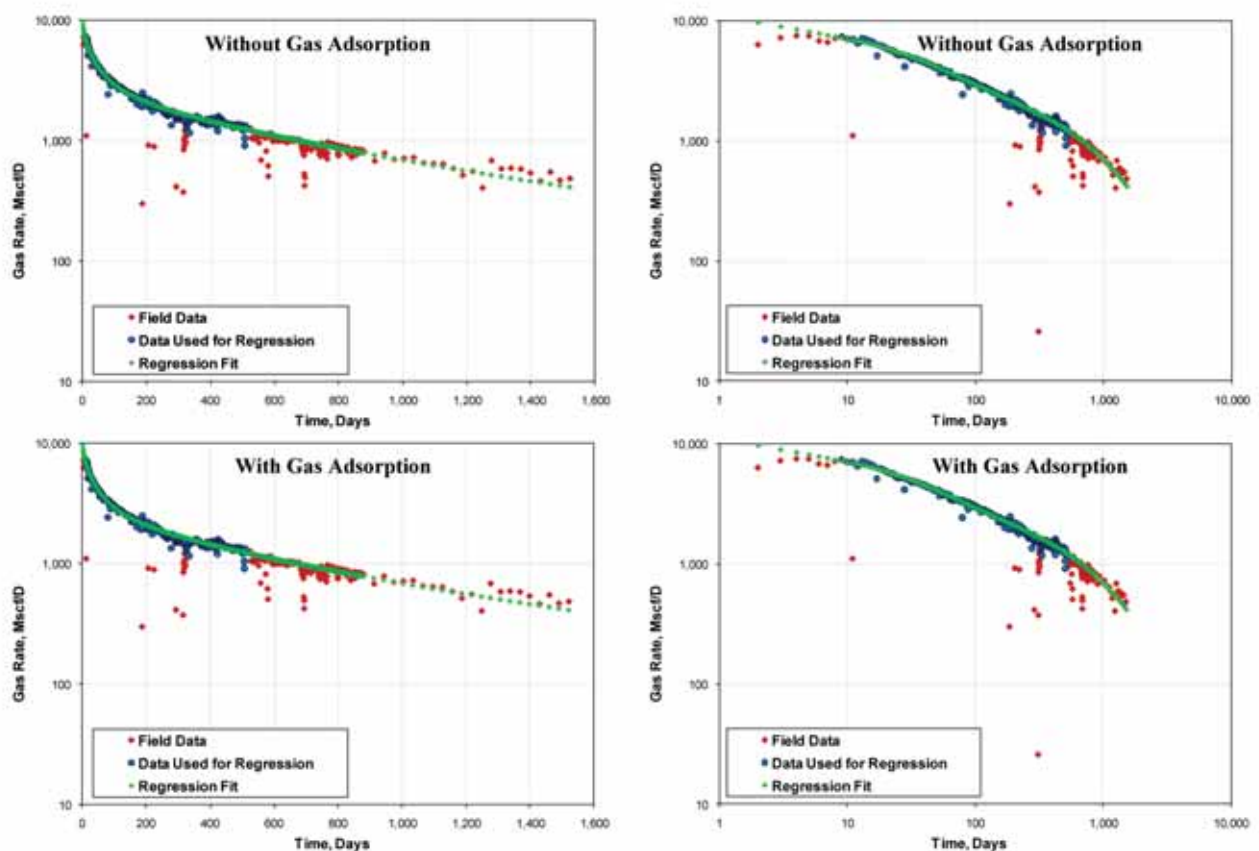 10,000
1,000
100
10
Gas Rate, Mscf/D
Without Gas Adsorption
Field Data
Data Used for Regression
Regression Fit
0 200 400 600 800 1,000 1,200 1,400 1,600
Time, Days
10,000
1,000
100
10
Gas Rate, Mscf/D
Without Gas Adsorption
Field Data
Data Used for Regression
Regression Fit
1 10 100 1,000 10,000
Time, Days
10,000
1,000
100
10
Gas Rate, Mscf/D
With Gas Adsorption
Field Data
Data Used for Regression
Regression Fit
0 200 400 600 800 1,000 1,200 1,400 1,600
Time, Days
10,000
1,000
100
10
Gas Rate, Mscf/D
With Gas Adsorption
Field Data
Data Used for Regression
Regression Fit
1 10 100 1,000 10,000
Time, Days